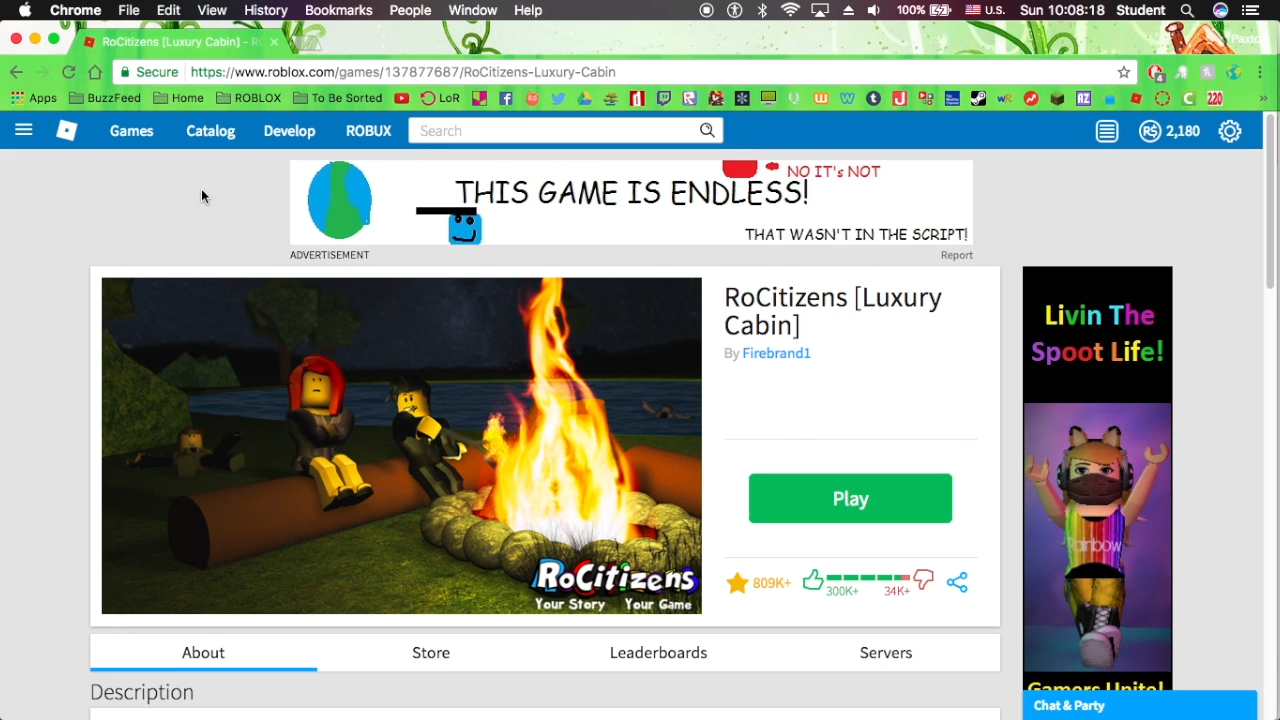 Chrome File Edit View History Bookmarks People Window Help 100% U.S. Sun 10:08:18 Student
RoCitizens [Luxury Cabin] - R
Paxto
Secure https://www.roblox.com/games/137877687/RoCitizens-Luxury-Cabin
Apps BuzzFeed Home ROBLOX To Be Sorted LoR 220 »
Games Catalog Develop ROBUX Search R$ 2,180
NO IT's NOT
THIS GAME IS ENDLESS!
THAT WASN'T IN THE SCRIPT!
ADVERTISEMENT Report
RoCitizens [Luxury
Cabin]
By Firebrand1
Play
809K+ 300K+ 34K+
RoCitizens
Your Story Your Game
Livin The
Spoot Life!
Rainbow
Gamers Unite!
About Store Leaderboards Servers
Description
Chat & Party